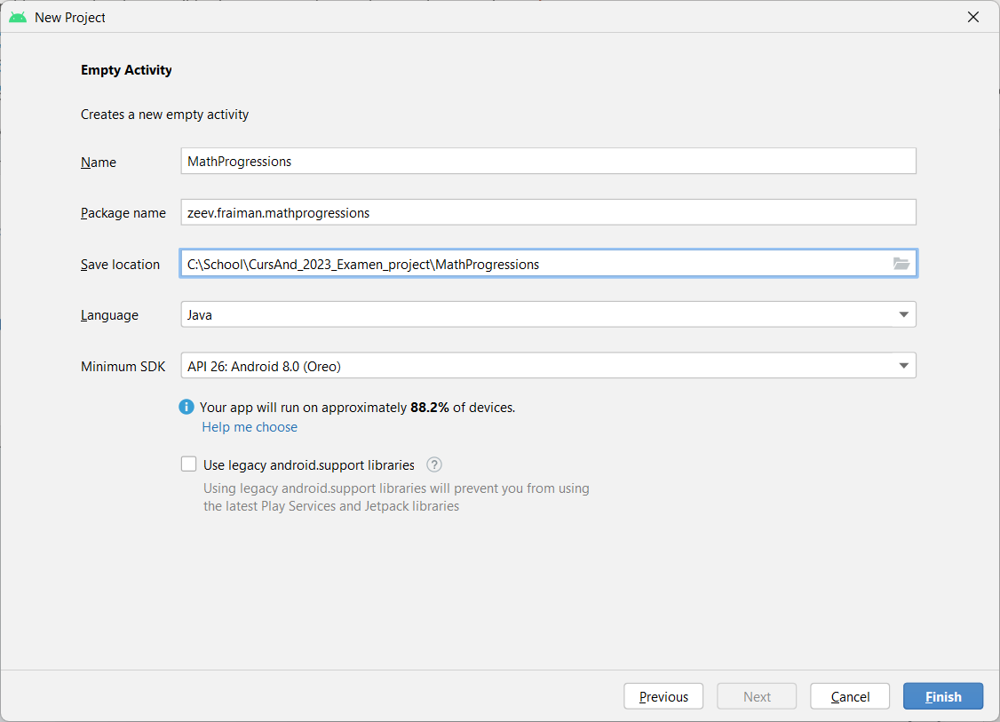 New Project
Empty Activity
Creates a new empty activity
Name MathProgressions
Package name zeev.fraiman.mathprogressions
Save location C:\School\CursAnd_2023_Examen_project\MathProgressions
Language Java
Minimum SDK API 26: Android 8.0 (Oreo)
Your app will run on approximately 88.2% of devices.
Help me choose
Use legacy android.support libraries ?
Using legacy android.support libraries will prevent you from using
the latest Play Services and Jetpack libraries
Previous Next Cancel Finish